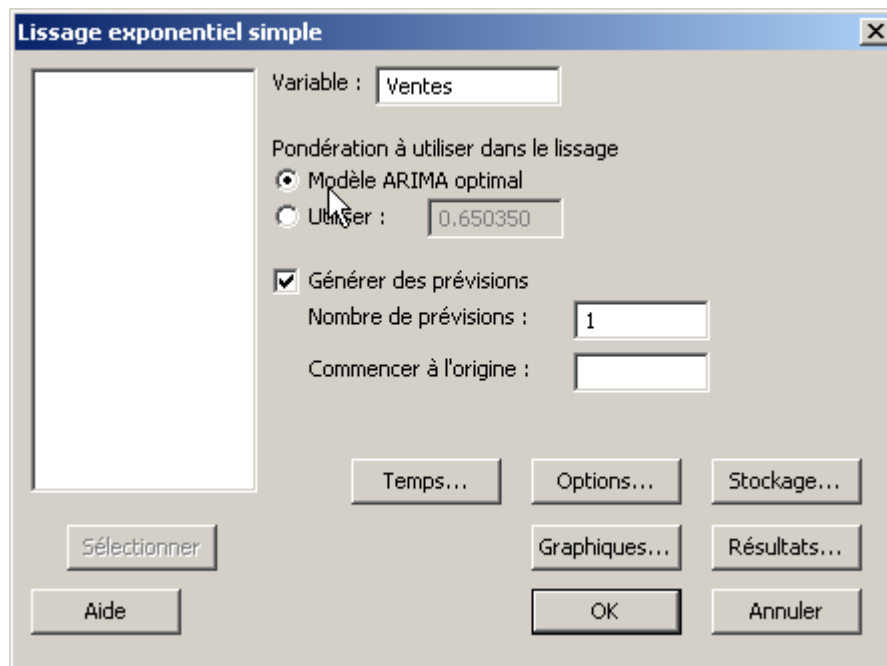 Lissage exponentiel simple
Variable : Ventes
Pondération à utiliser dans le lissage
Modèle ARIMA optimal
Utiliser : 0.650350
Générer des prévisions
Nombre de prévisions : 1
Commencer à l'origine :
Temps... Options... Stockage...
Sélectionner Graphiques... Résultats...
Aide OK Annuler